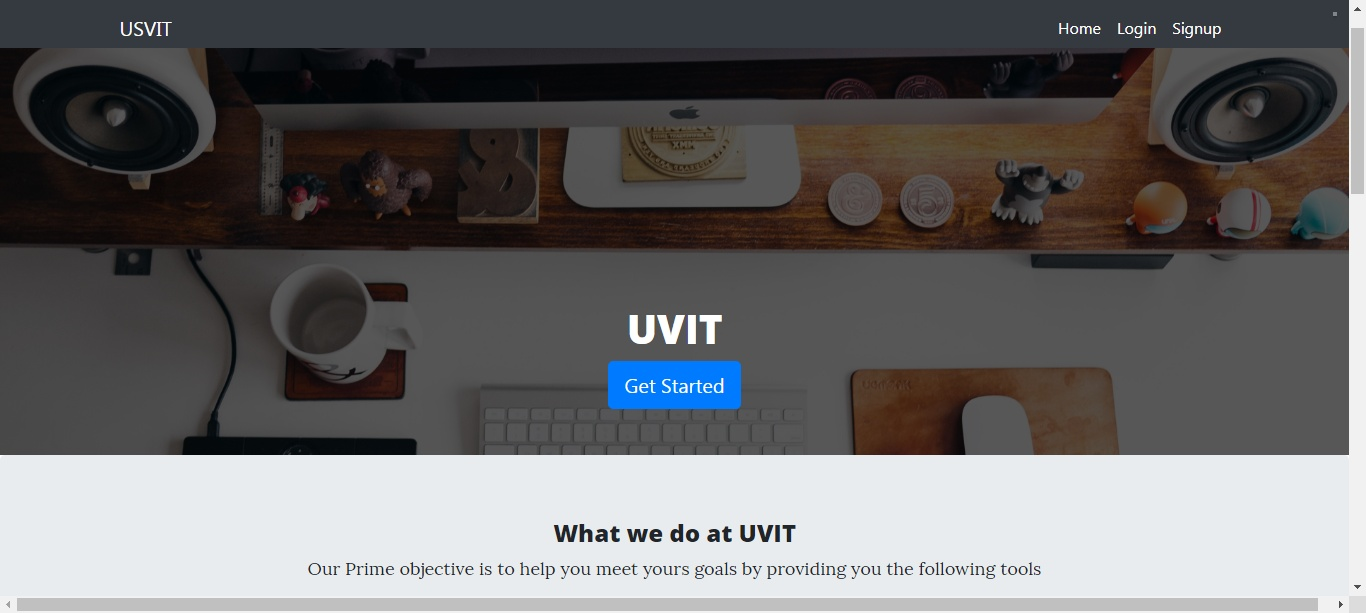 USVIT
Home Login Signup
UVIT
Get Started
What we do at UVIT
Our Prime objective is to help you meet yours goals by providing you the following tools